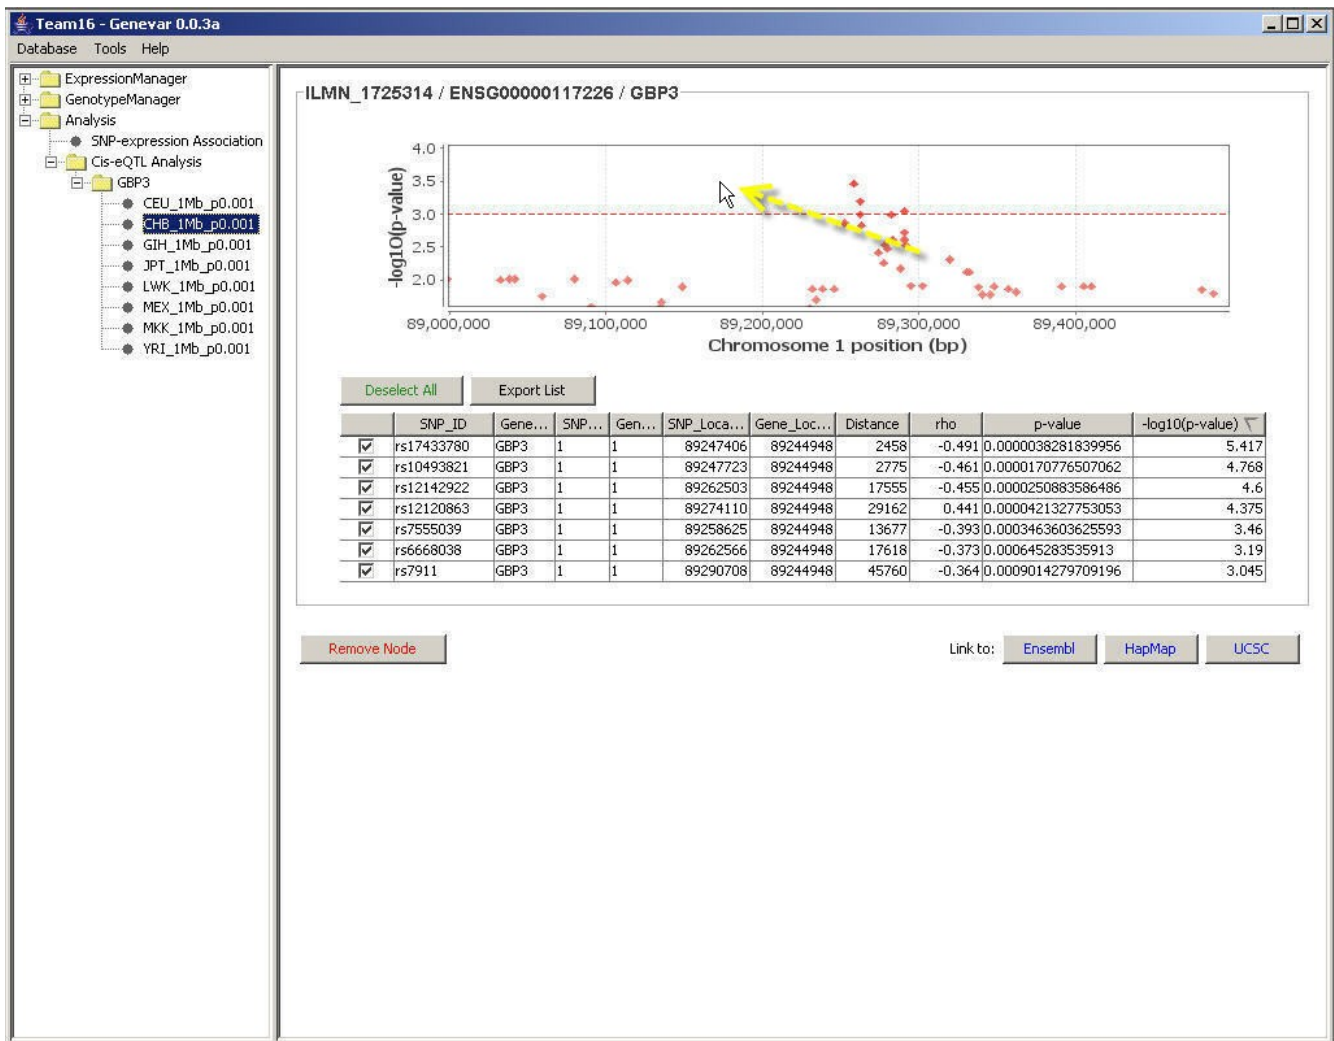 Team16 - Genevar 0.0.3a
Database Tools Help
ExpressionManager
GenotypeManager
Analysis
SNP-expression Association
Cis-eQTL Analysis
GBP3
CEU_1Mb_p0.001
CHB_1Mb_p0.001
GIH_1Mb_p0.001
JPT_1Mb_p0.001
LWK_1Mb_p0.001
MEX_1Mb_p0.001
MKK_1Mb_p0.001
YRI_1Mb_p0.001
ILMN_1725314 / ENSG00000117226 / GBP3
-log10(p-value)
4.0
3.5
3.0
2.5
2.0
89,000,000 89,100,000 89,200,000 89,300,000 89,400,000
Chromosome 1 position (bp)
Deselect All Export List
SNP_ID Gene... SNP... Gen... SNP_Loca... Gene_Loc... Distance rho p-value -log10(p-value)
rs17433780 GBP3 1 1 89247406 89244948 2458 -0.491 0.0000038281839956 5.417
rs10493821 GBP3 1 1 89247723 89244948 2775 -0.461 0.0000170776507062 4.768
rs12142922 GBP3 1 1 89262503 89244948 17555 -0.455 0.0000250883586486 4.6
rs12120863 GBP3 1 1 89274110 89244948 29162 0.441 0.0000421327753053 4.375
rs7555039 GBP3 1 1 89258625 89244948 13677 -0.393 0.0003463603625593 3.46
rs6668038 GBP3 1 1 89262566 89244948 17618 -0.373 0.000645283535913 3.19
rs7911 GBP3 1 1 89290708 89244948 45760 -0.364 0.0009014279709196 3.045
Remove Node Link to: Ensembl HapMap UCSC